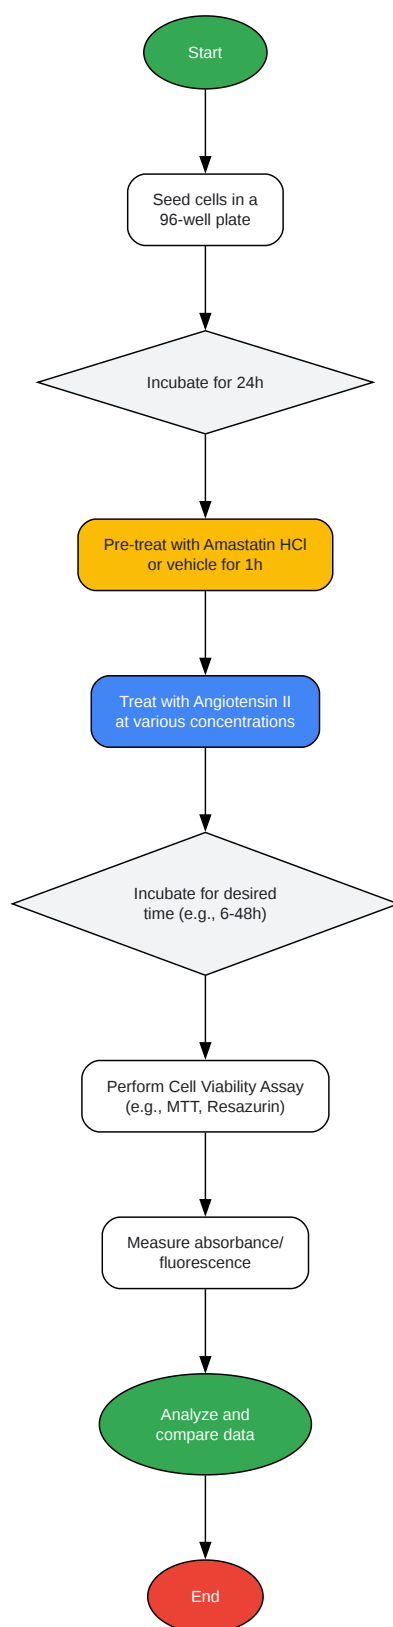 Start
Seed cells in a
96-well plate
Incubate for 24h
Pre-treat with Amastatin HCl
or vehicle for 1h
Treat with Angiotensin II
at various concentrations
Incubate for desired
time (e.g., 6-48h)
Perform Cell Viability Assay
(e.g., MTT, Resazurin)
Measure absorbance/
fluorescence
Analyze and
compare data
End